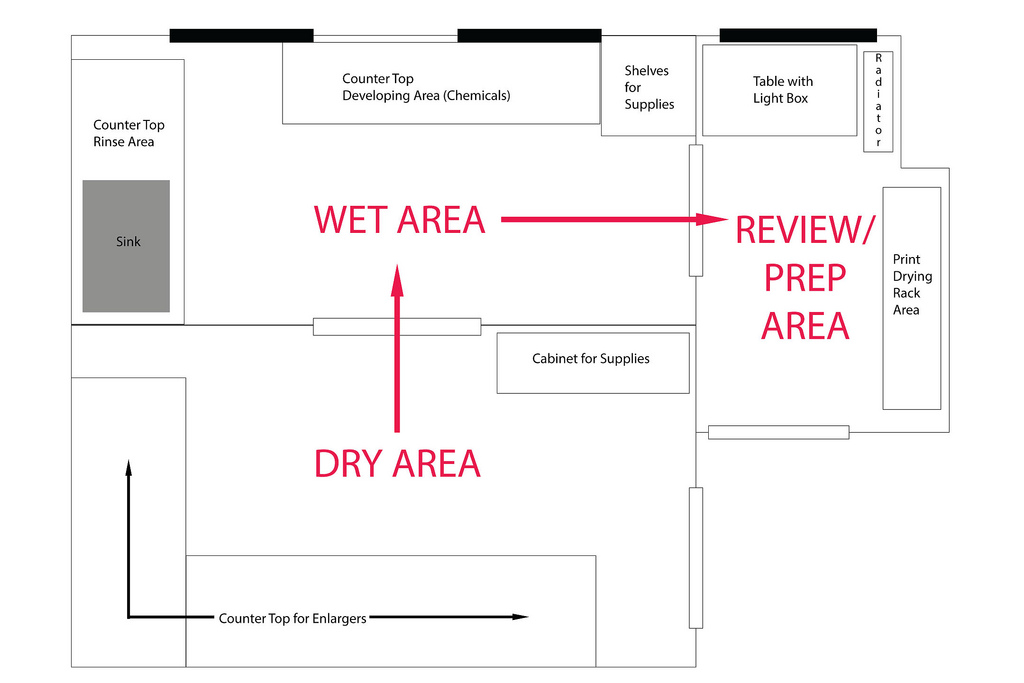 Counter Top
Developing Area (Chemicals)
Shelves
for
Supplies
Table with
Light Box
Radiator
Counter Top
Rinse Area
Sink
WET AREA
REVIEW/
PREP
AREA
Print
Drying
Rack
Area
Cabinet for Supplies
DRY AREA
Counter Top for Enlargers